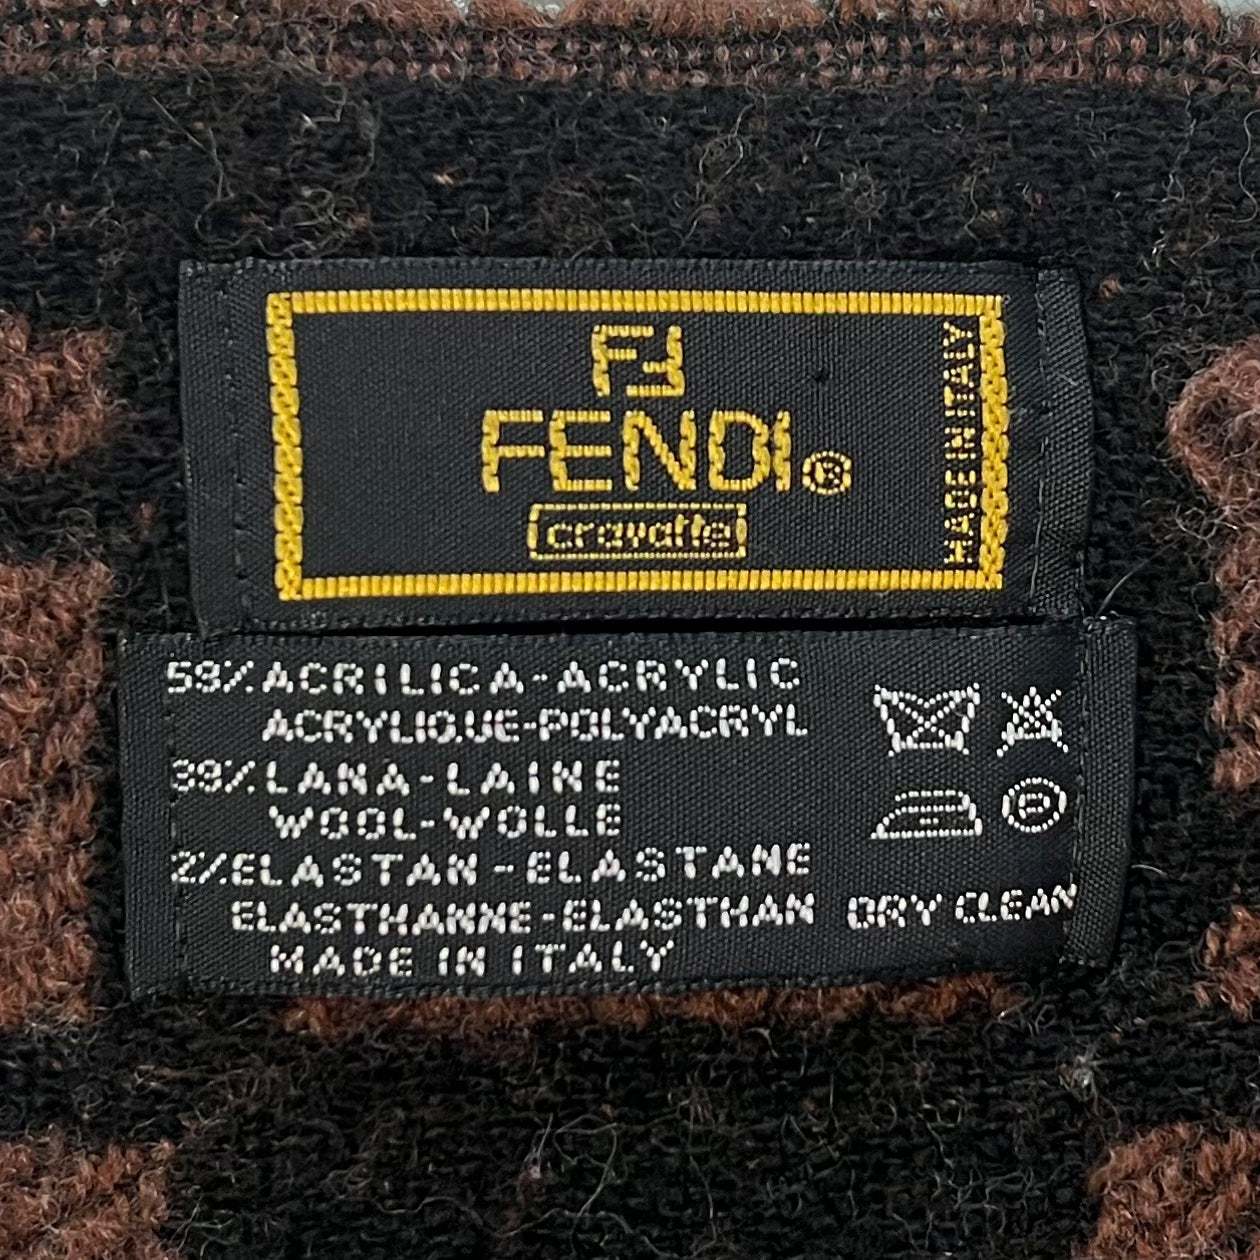 FF
FENDI®
cravatte
MADE IN ITALY
59% ACRILICA-ACRYLIC
ACRYLIQUE-POLYACRYL
39% LANA-LAINE
WOOL-WOLLE
2% ELASTAN-ELASTANE
ELASTHANNE-ELASTHAN
MADE IN ITALY
P
DRY CLEAN